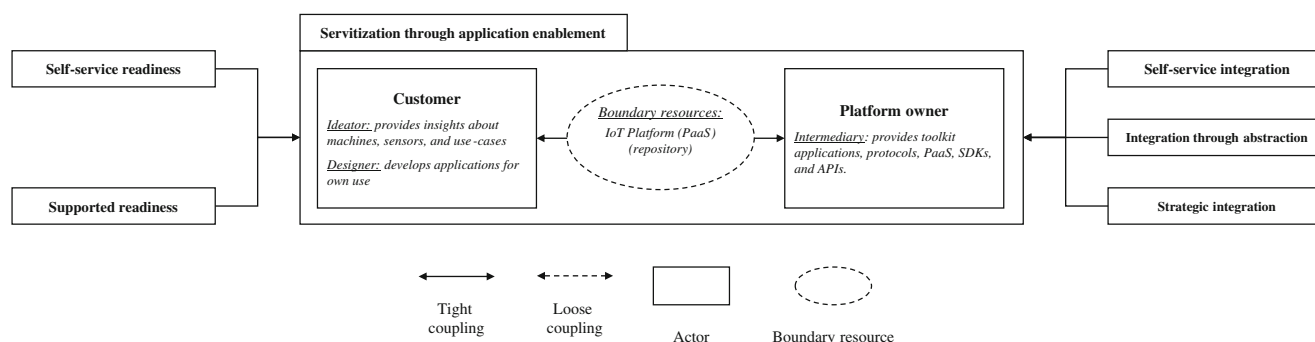 Servitization through application enablement
Self-service readiness
Supported readiness
Customer
Ideator: provides insights about
machines, sensors, and use-cases
Designer: develops applications for
own use
Boundary resources:
IoT Platform (PaaS)
(repository)
Platform owner
Intermediary: provides toolkit
applications, protocols, PaaS, SDKs,
and APIs.
Self-service integration
Integration through abstraction
Strategic integration
Tight
coupling
Loose
coupling
Actor
Boundary resource